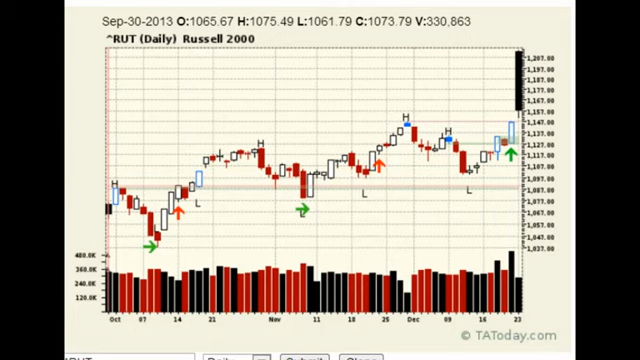 Sep-30-2013 O:1065.67 H:1075.49 L:1061.79 C:1073.79 V:330,863
^RUT (Daily) Russell 2000
1,207.00
1,197.00
1,187.00
1,177.00
1,167.00
1,157.00
1,147.00
1,137.00
1,127.00
1,117.00
1,107.00
1,097.00
1,087.00
1,077.00
1,067.00
1,057.00
1,047.00
1,037.00
H
H
H
H
L
L
L
L
480.0K
360.0K
240.0K
120.0K
Oct 07 14 21 Nov 11 18 25 Dec 09 16 23
© TAToday.com
^RUT Daily Submit Close